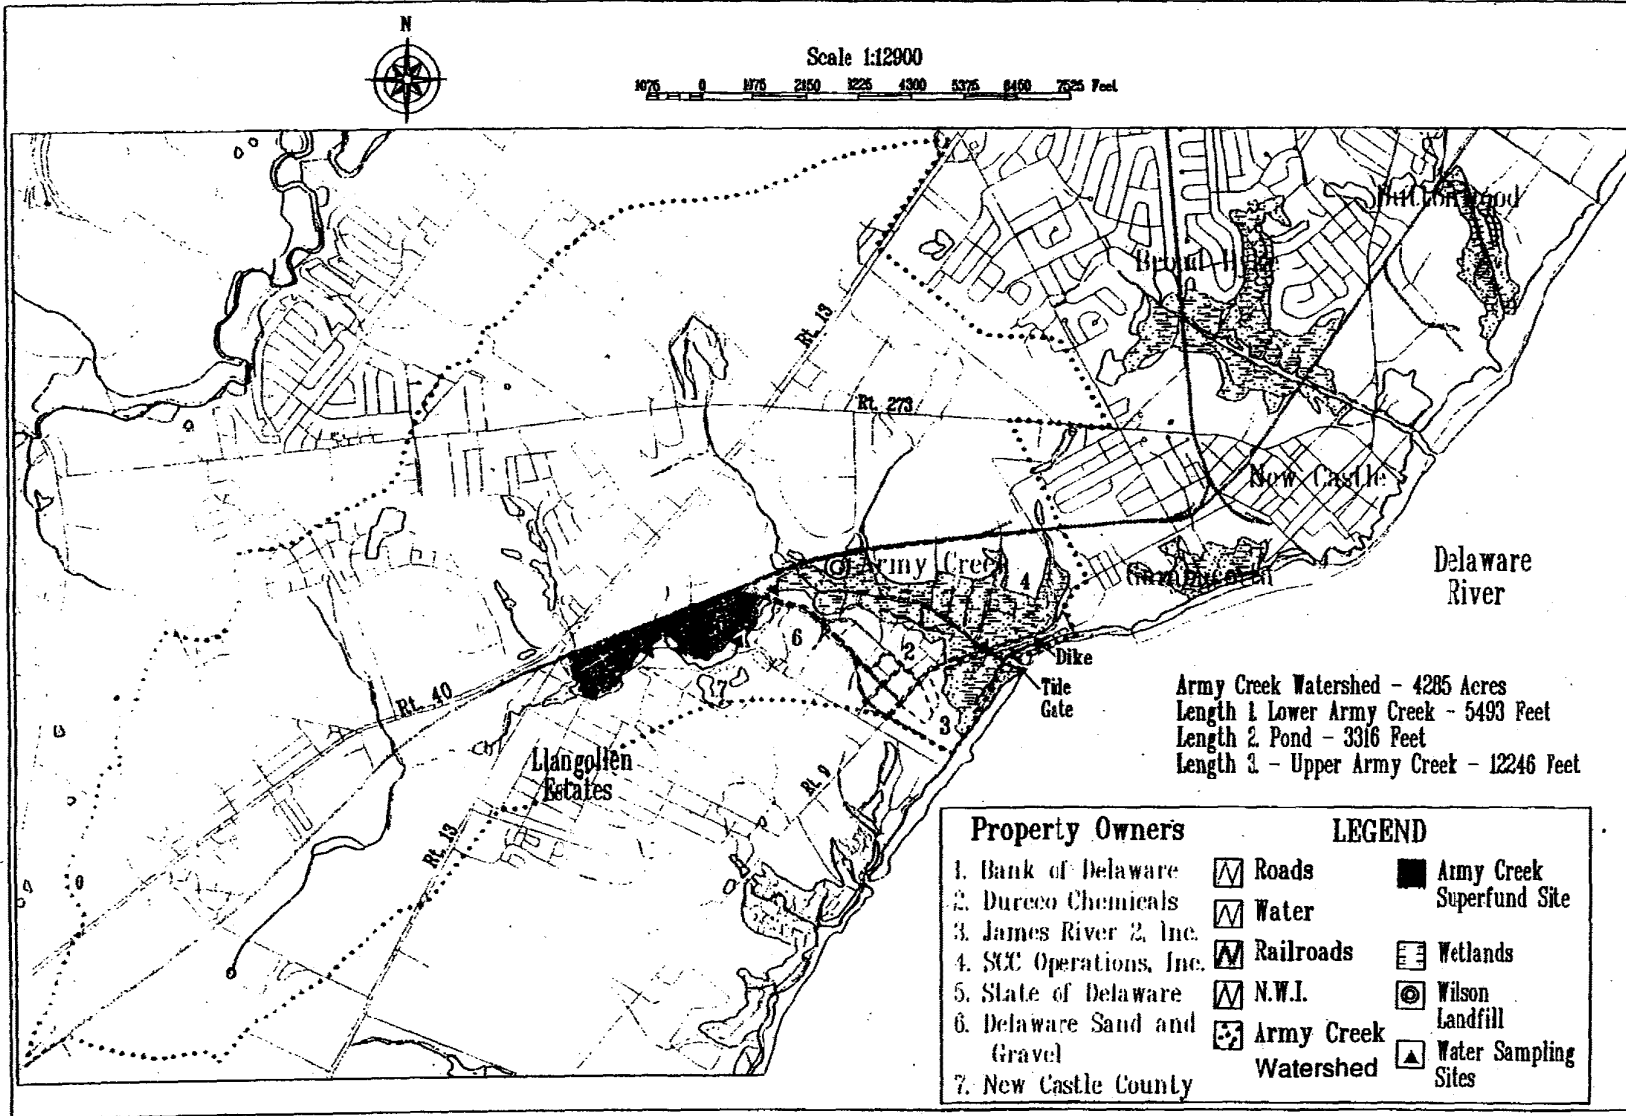 N
Scale 1:12900
1075 0 1075 2150 3225 4300 5375 6450 7525 Feet
Buttonwood
Broad Dyke
Rt. 13
Rt. 273
New Castle
Army Creek
4
Gambacorta
Delaware
River
1
6
2
Dike
7
Tide
Gate
3
Rt. 40
Llangollen
Estates
Rt. 9
Rt. 13
Army Creek Watershed - 4285 Acres
Length 1. Lower Army Creek - 5493 Feet
Length 2. Pond - 3316 Feet
Length 3. - Upper Army Creek - 12246 Feet
Property Owners
1. Bank of Delaware
2. Dureco Chemicals
3. James River 2, Inc.
4. SCC Operations, Inc.
5. State of Delaware
6. Delaware Sand and
Gravel
7. New Castle County
LEGEND
Roads
Water
Railroads
N.W.I.
Army Creek
Watershed
Army Creek
Superfund Site
Wetlands
Wilson
Landfill
Water Sampling
Sites